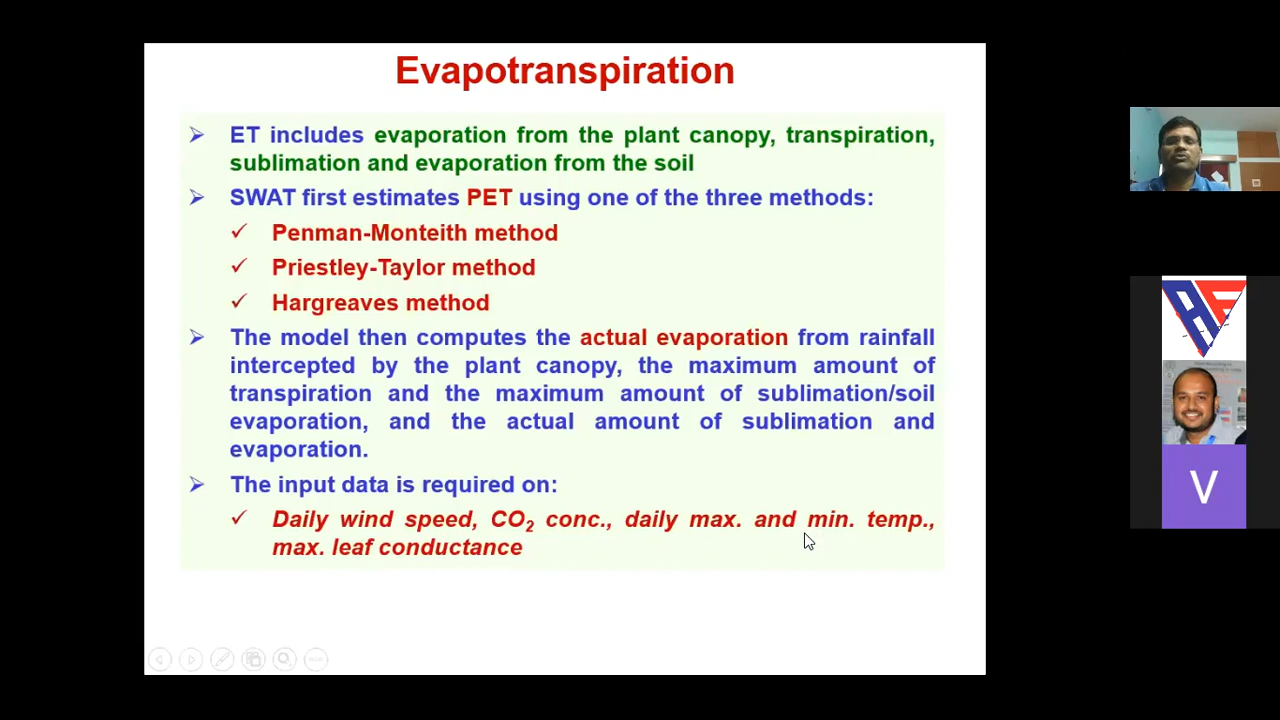 Evapotranspiration
ET includes evaporation from the plant canopy, transpiration,
sublimation and evaporation from the soil
SWAT first estimates PET using one of the three methods:
Penman-Monteith method
Priestley-Taylor method
Hargreaves method
The model then computes the actual evaporation from rainfall
intercepted by the plant canopy, the maximum amount of
transpiration and the maximum amount of sublimation/soil
evaporation, and the actual amount of sublimation and
evaporation.
The input data is required on:
Daily wind speed, CO₂ conc., daily max. and min. temp.,
max. leaf conductance
V